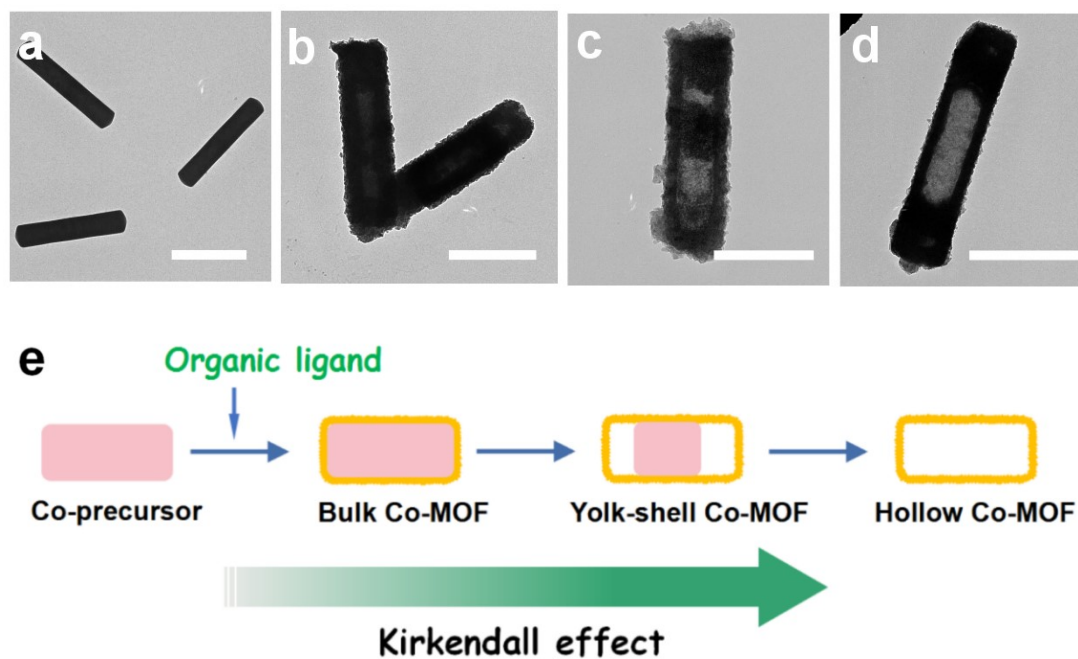 a
b
c
d
e
Organic ligand
Co-precursor
Bulk Co-MOF
Yolk-shell Co-MOF
Hollow Co-MOF
Kirkendall effect